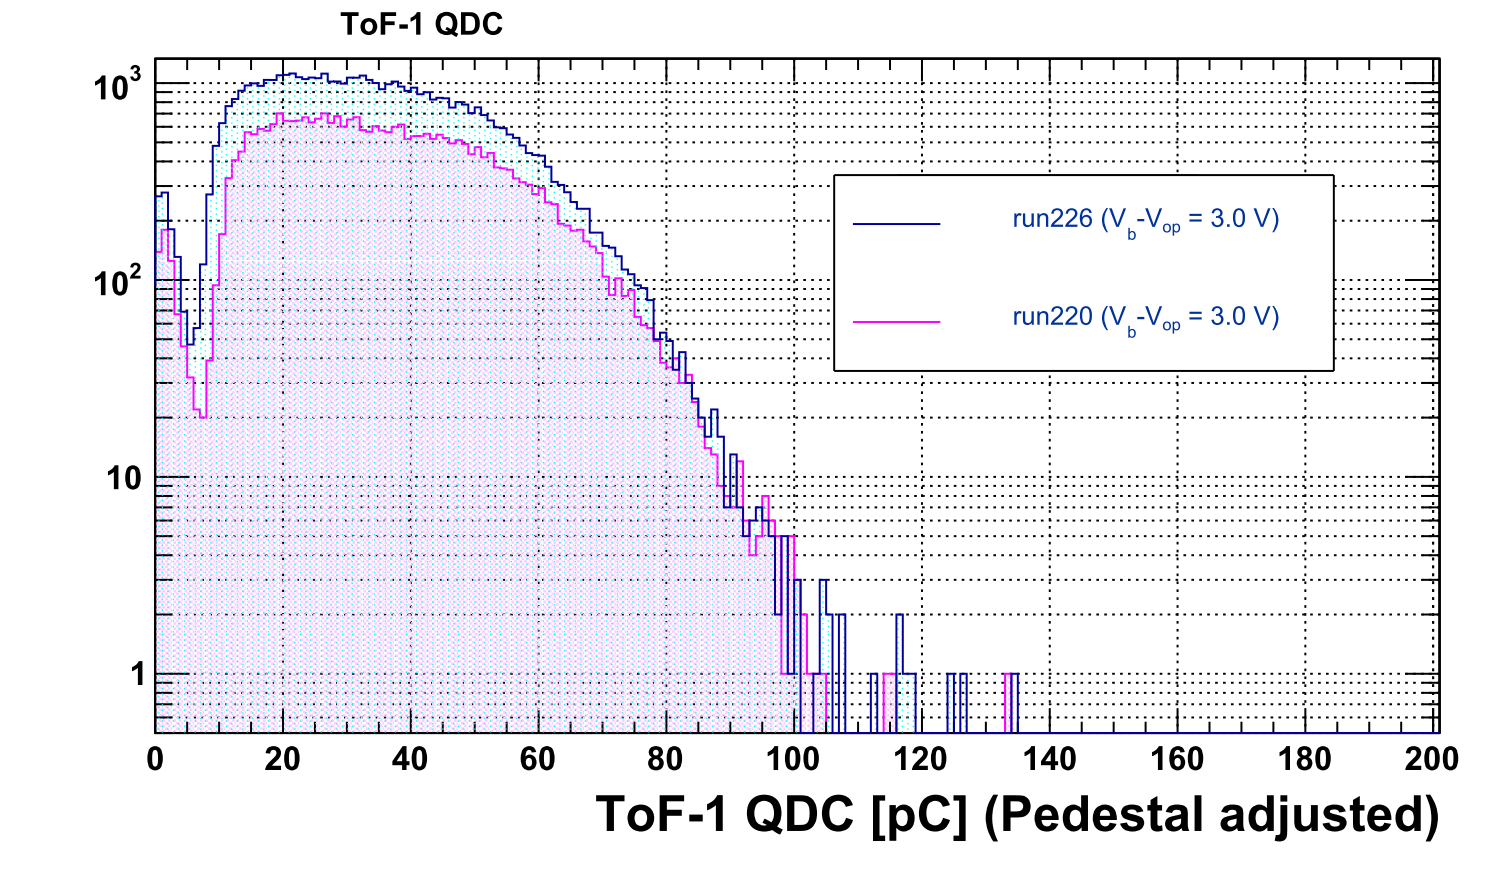 ToF-1 QDC
10³
10²
10
1
run226 (V_b-V_op = 3.0 V)
run220 (V_b-V_op = 3.0 V)
0 20 40 60 80 100 120 140 160 180 200
ToF-1 QDC [pC] (Pedestal adjusted)